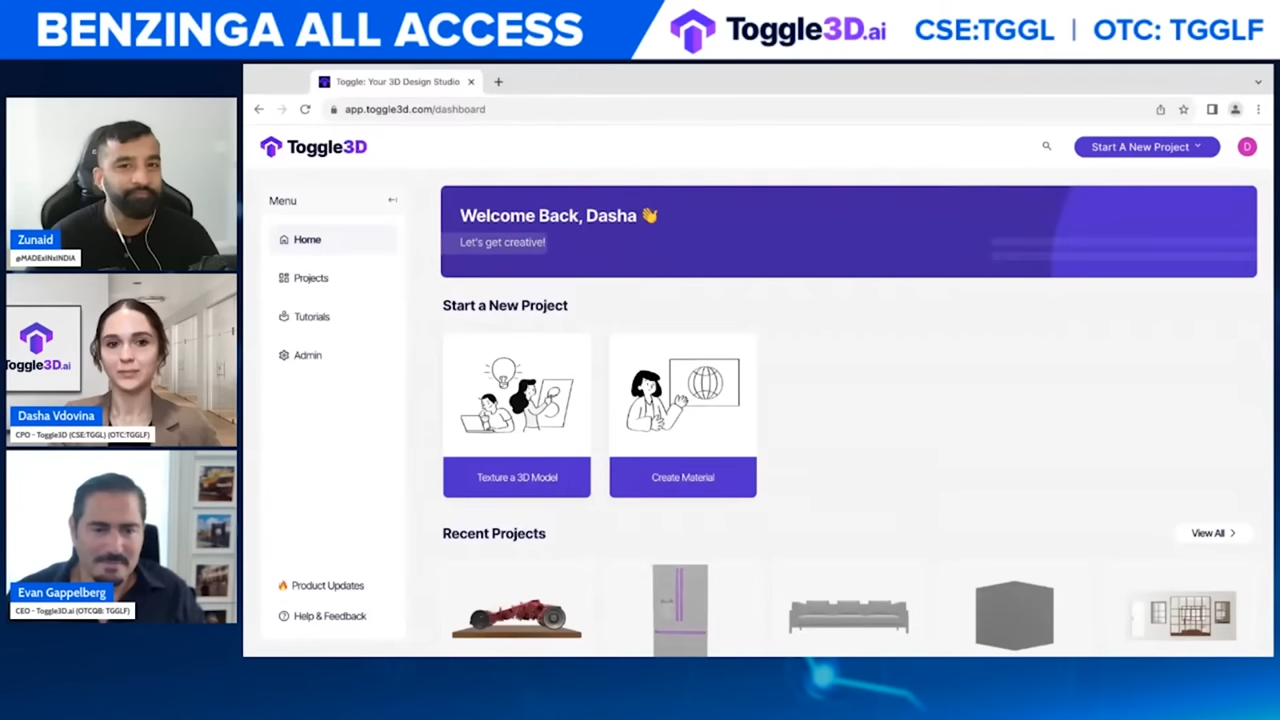 BENZINGA ALL ACCESS
Toggle3D.ai
CSE:TGGL | OTC: TGGLF
Toggle: Your 3D Design Studio
app.toggle3d.com/dashboard
Toggle3D
Start A New Project
D
Zunaid
@MADExINxINDIA
Toggle3D.ai
Dasha Vdovina
CPO - Toggle3D (CSE:TGGL) (OTC:TGGLF)
Evan Gappelberg
CEO - Toggle3D.ai (OTCQB: TGGLF)
Menu
Home
Projects
Tutorials
Admin
Product Updates
Help & Feedback
Welcome Back, Dasha 👋
Let's get creative!
Start a New Project
Texture a 3D Model
Create Material
Recent Projects
View All